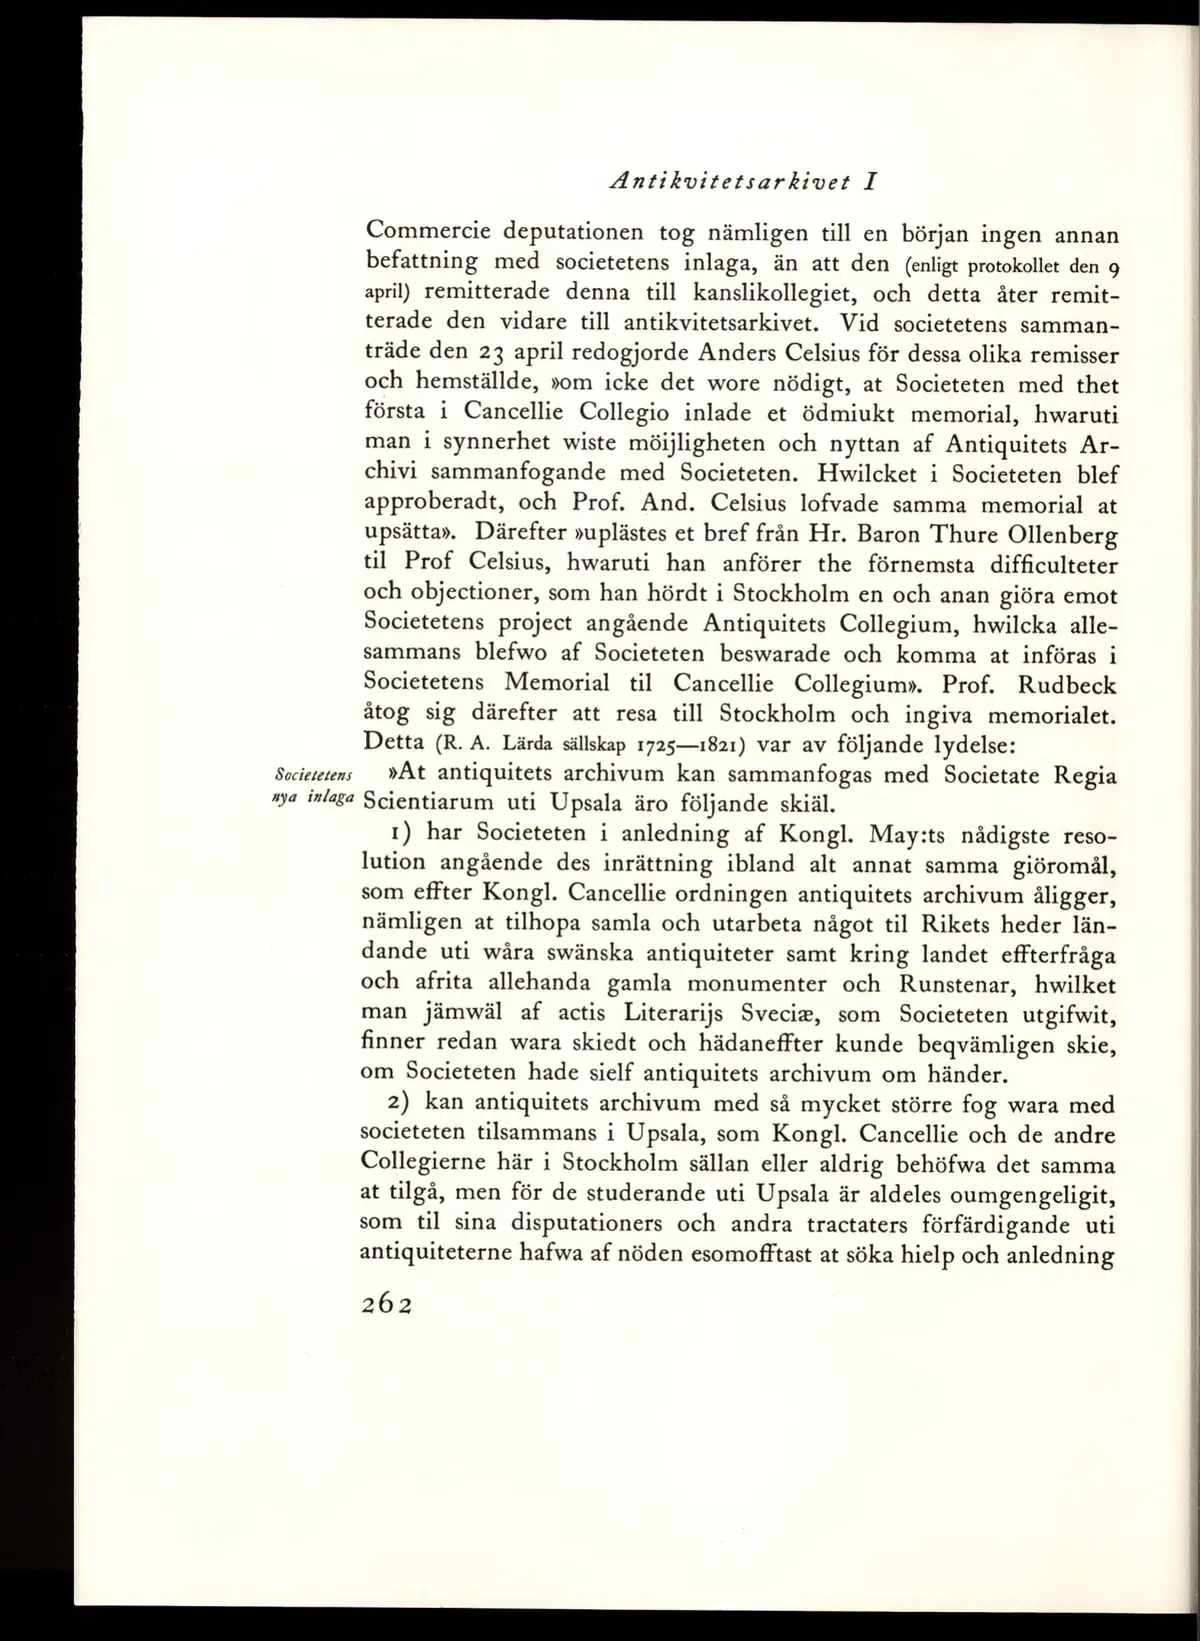 Antikvitetsarkivet I
Commercie deputationen tog nämligen till en början ingen annan
befattning med societetens inlaga, än att den (enligt protokollet den 9
april) remitterade denna till kanslikollegiet, och detta åter remit-
terade den vidare till antikvitetsarkivet. Vid societetens samman-
träde den 23 april redogjorde Anders Celsius för dessa olika remisser
och hemställde, »om icke det wore nödigt, at Societeten med thet
första i Cancellie Collegio inlade et ödmiukt memorial, hwaruti
man i synnerhet wiste möijligheten och nyttan af Antiquitets Ar-
chivi sammanfogande med Societeten. Hwilcket i Societeten blef
approberadt, och Prof. And. Celsius lofvade samma memorial at
upsätta». Därefter »uplästes et bref från Hr. Baron Thure Ollenberg
til Prof Celsius, hwaruti han anförer the förnemsta difficulteter
och objectioner, som han hördt i Stockholm en och anan giöra emot
Societetens project angående Antiquitets Collegium, hwilcka alle-
sammans blefwo af Societeten beswarade och komma at införas i
Societetens Memorial til Cancellie Collegium». Prof. Rudbeck
åtog sig därefter att resa till Stockholm och ingiva memorialet.
Detta (R. A. Lärda sällskap 1725—1821) var av följande lydelse:
Societetens
nya inlaga
»At antiquitets archivum kan sammanfogas med Societate Regia
Scientiarum uti Upsala äro följande skiäl.
1) har Societeten i anledning af Kongl. May:ts nådigste reso-
lution angående des inrättning ibland alt annat samma giöromål,
som effter Kongl. Cancellie ordningen antiquitets archivum åligger,
nämligen at tilhopa samla och utarbeta något til Rikets heder län-
dande uti wåra swänska antiquiteter samt kring landet effterfråga
och afrita allehanda gamla monumenter och Runstenar, hwilket
man jämwäl af actis Literarijs Sveciæ, som Societeten utgifwit,
finner redan wara skiedt och hädaneffter kunde beqvämligen skie,
om Societeten hade sielf antiquitets archivum om händer.
2) kan antiquitets archivum med så mycket större fog wara med
societeten tilsammans i Upsala, som Kongl. Cancellie och de andre
Collegierne här i Stockholm sällan eller aldrig behöfwa det samma
at tilgå, men för de studerande uti Upsala är aldeles oumgengeligit,
som til sina disputationers och andra tractaters förfärdigande uti
antiquiteterne hafwa af nöden esomofftast at söka hielp och anledning
262